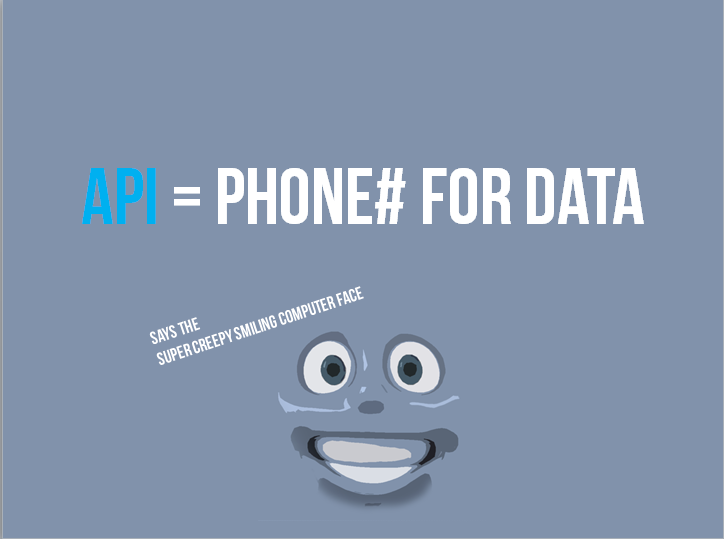 API = PHONE# FOR DATA
SAYS THE
SUPER CREEPY SMILING COMPUTER FACE